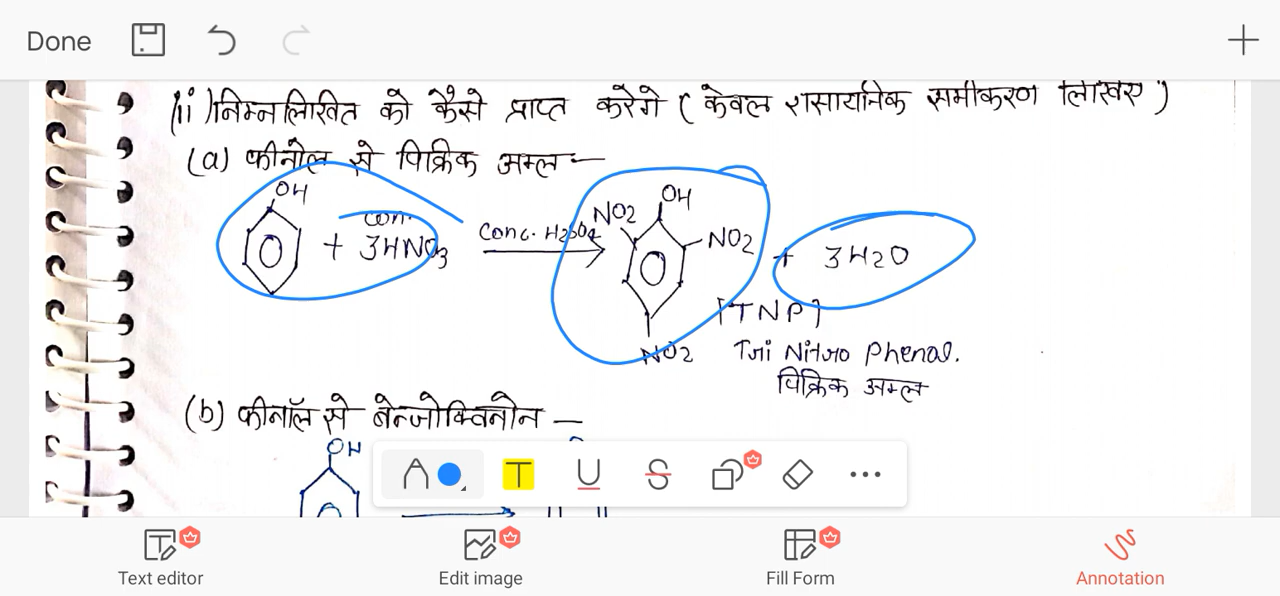 Done
(ii) निम्नलिखित को कैसे प्राप्त करेगे (केवल रासायनिक समीकरण लिखिए)
(a) फीनोल से पिक्रिक अम्ल :—
OH
+ con. 3HNO3
Conc. H2SO4
OH
NO2
NO2
NO2
+ 3H2O
[TNP]
Tri Nitro Phenol.
पिक्रिक अम्ल
(b) फीनॉल से बेन्जोक्विनोन —
OH
T
U
S
Text editor
Edit image
Fill Form
Annotation